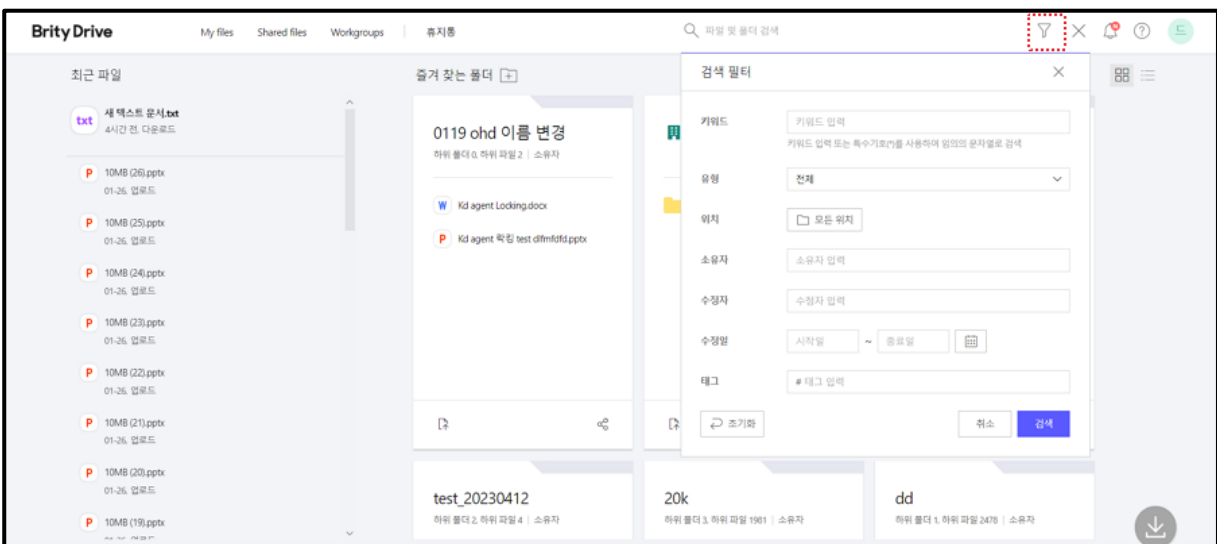 Brity Drive
My files
Shared files
Workgroups
휴지통
파일 및 폴더 검색
드
최근 파일
txt
새 텍스트 문서.txt
4시간 전, 다운로드
P
10MB (26).pptx
01-26, 업로드
P
10MB (25).pptx
01-26, 업로드
P
10MB (24).pptx
01-26, 업로드
P
10MB (23).pptx
01-26, 업로드
P
10MB (22).pptx
01-26, 업로드
P
10MB (21).pptx
01-26, 업로드
P
10MB (20).pptx
01-26, 업로드
P
10MB (19).pptx
즐겨 찾는 폴더
0119 ohd 이름 변경
하위 폴더 0, 하위 파일 2 | 소유자
W
Kd agent Locking.docx
P
Kd agent 락킹 test dlfmfdfd.pptx
검색 필터
키워드
키워드 입력
키워드 입력 또는 특수기호(*)를 사용하여 임의의 문자열로 검색
유형
전체
위치
모든 위치
소유자
소유자 입력
수정자
수정자 입력
수정일
시작일 ~ 종료일
태그
# 태그 입력
초기화
취소
검색
test_20230412
하위 폴더 2, 하위 파일 4 | 소유자
20k
하위 폴더 3, 하위 파일 1981 | 소유자
dd
하위 폴더 1, 하위 파일 2478 | 소유자